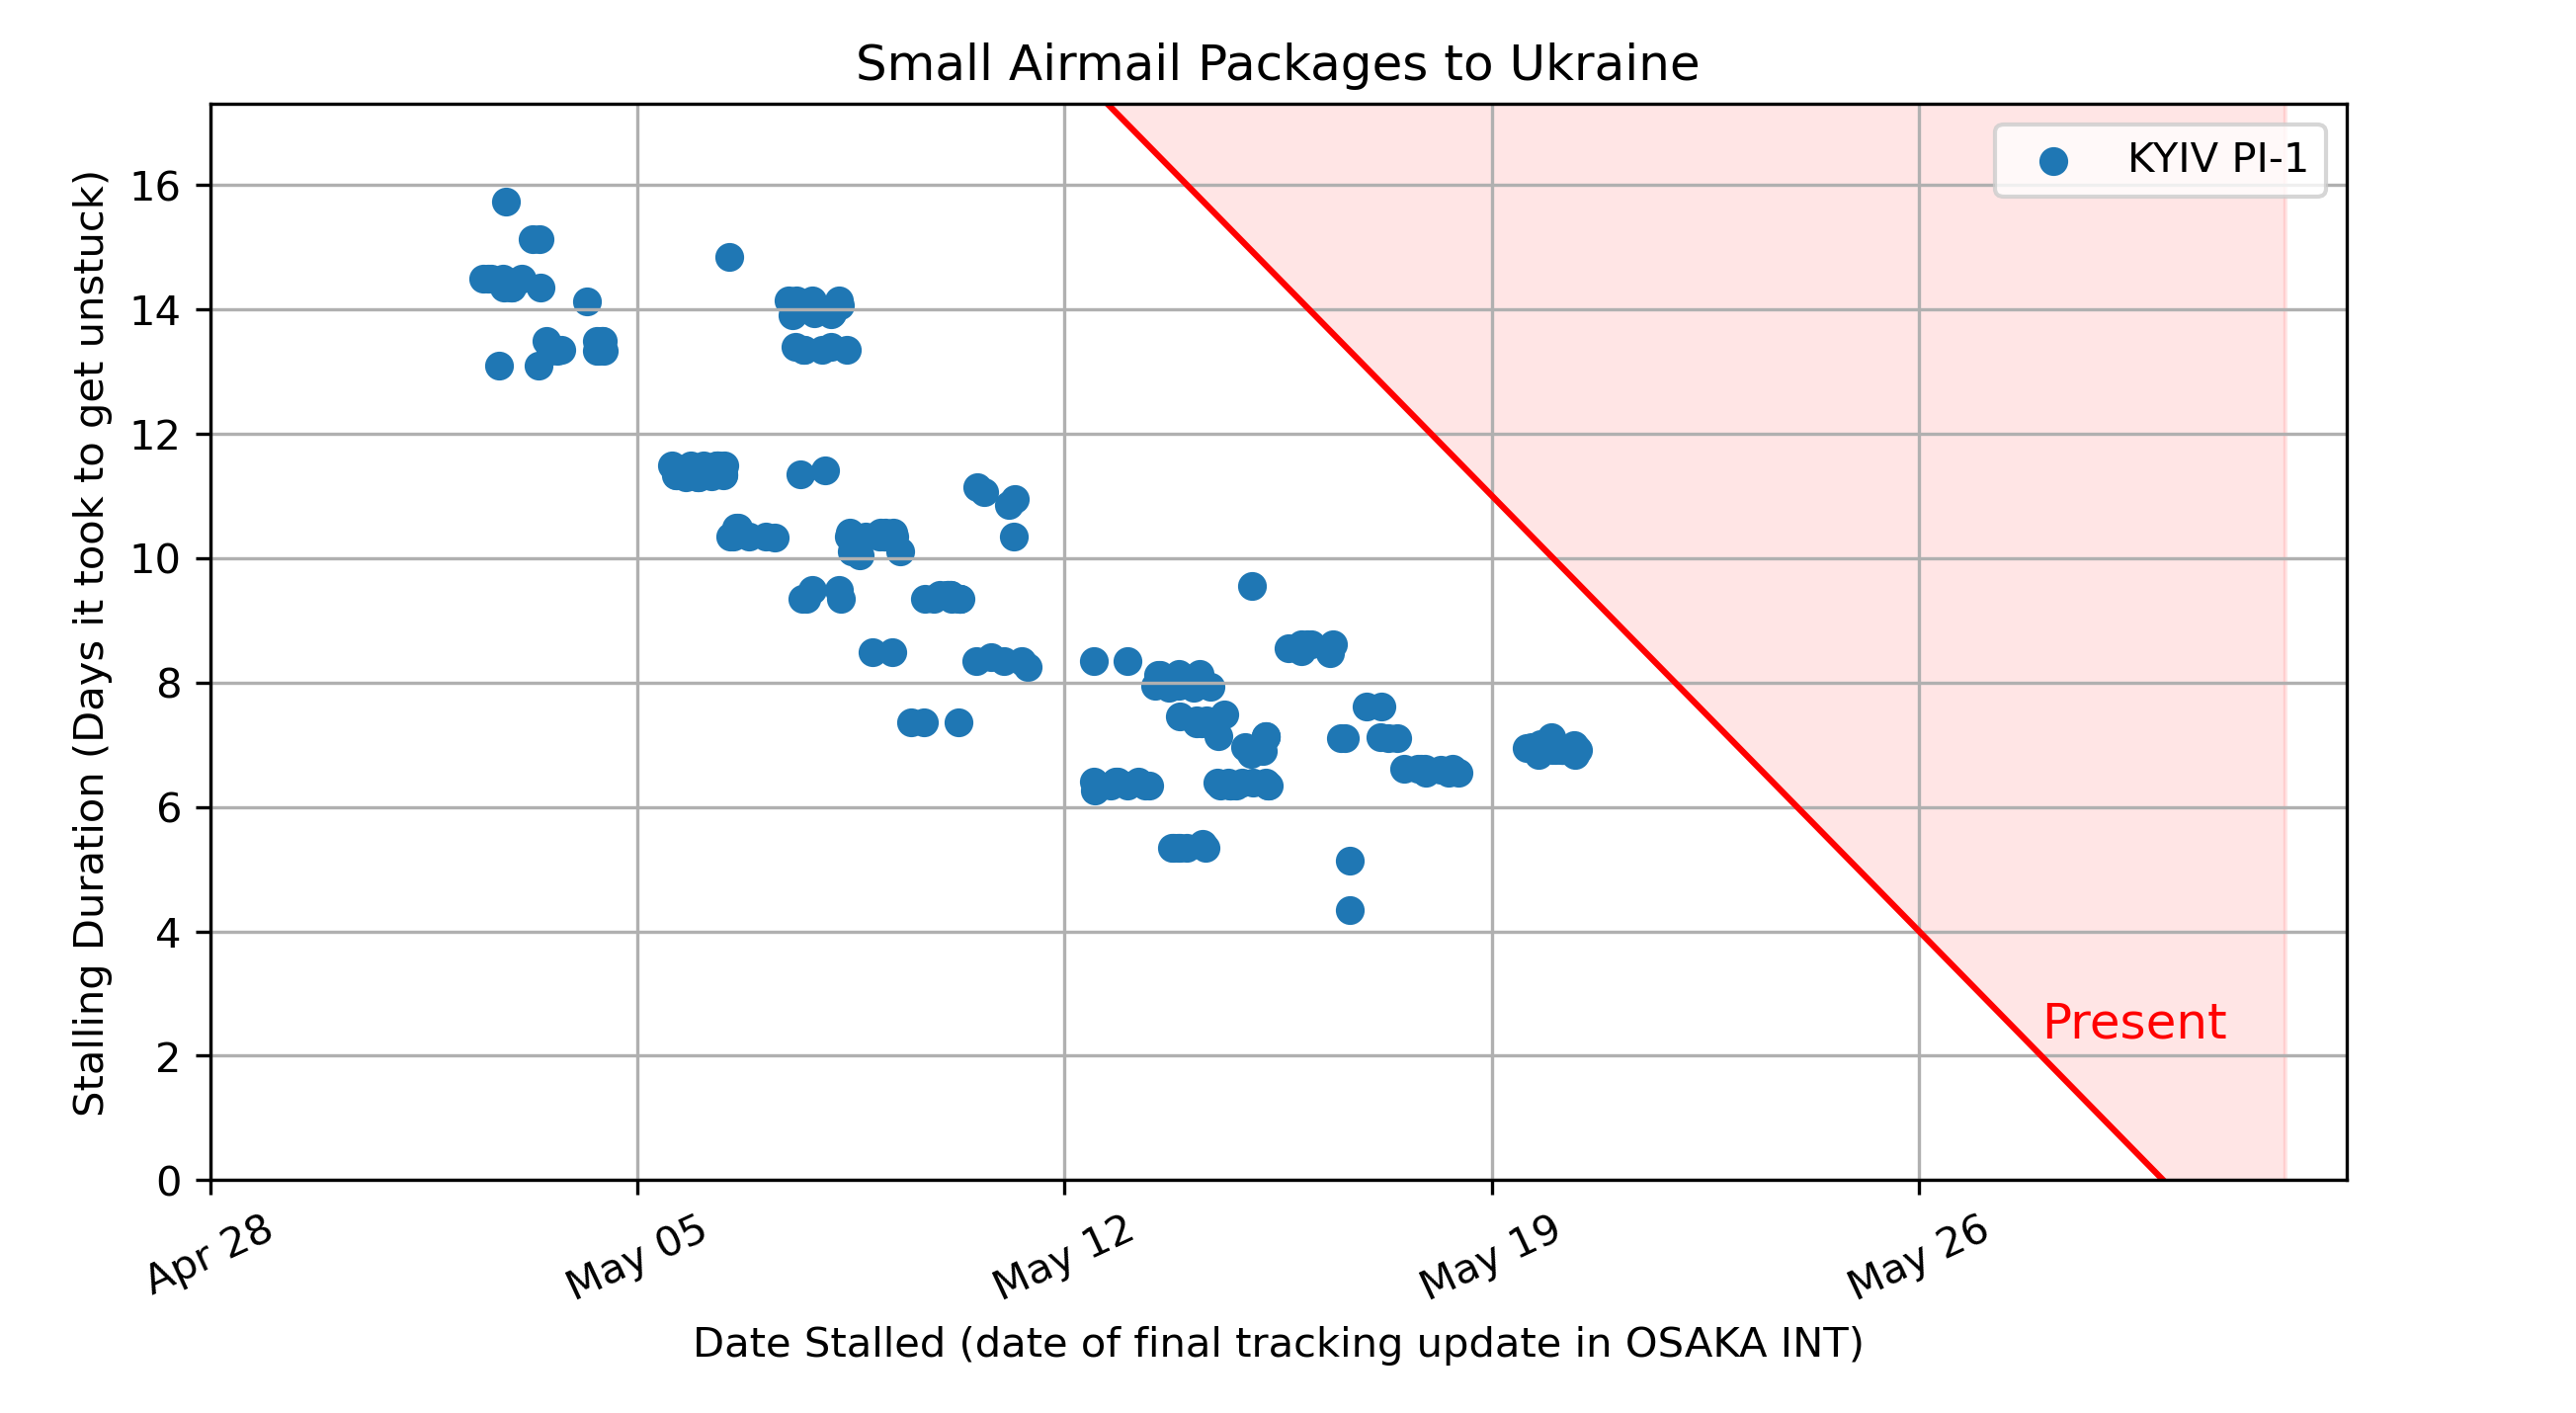 Small Airmail Packages to Ukraine
KYIV PI-1
Stalling Duration (Days it took to get unstuck)
16
14
12
10
8
6
4
2
0
Present
Apr 28
May 05
May 12
May 19
May 26
Date Stalled (date of final tracking update in OSAKA INT)